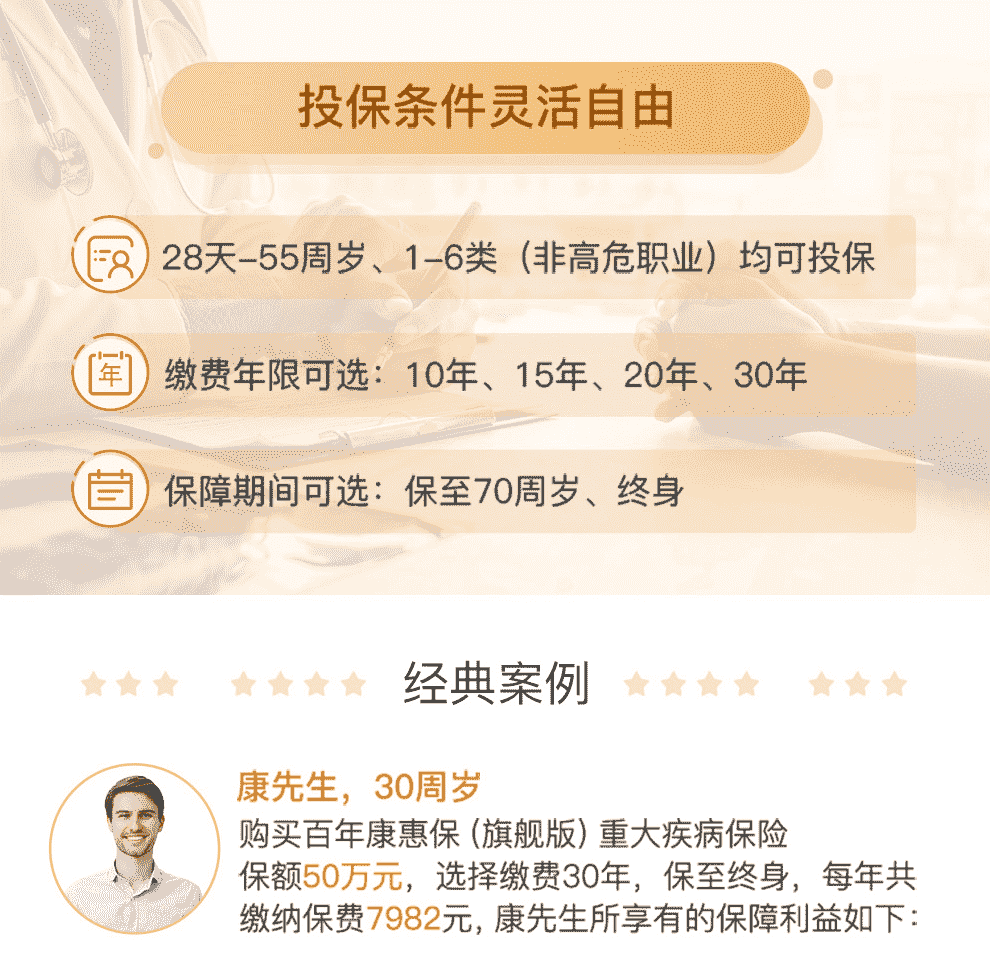 投保条件灵活自由
28天-55周岁、1-6类（非高危职业）均可投保
年
缴费年限可选：10年、15年、20年、30年
保障期间可选：保至70周岁、终身
经典案例
康先生，30周岁
购买百年康惠保（旗舰版）重大疾病保险
保额50万元，选择缴费30年，保至终身，每年共
缴纳保费7982元，康先生所享有的保障利益如下：